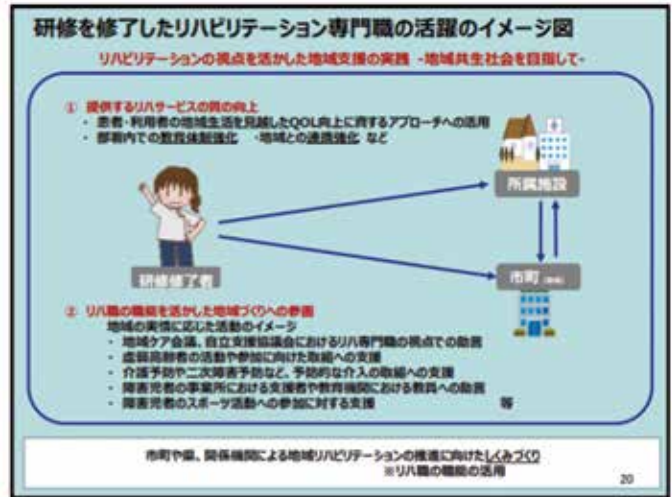 研修を修了したリハビリテーション専門職の活躍のイメージ図
リハビリテーションの視点を活かした地域支援の実践 -地域共生社会を目指して-
① 提供するリハサービスの質の向上
・ 患者・利用者の地域生活を見越したQOL向上に資するアプローチへの活用
・ 部署内での教育体制強化 ・地域との連携強化 など
所属施設
研修修了者
市町
② リハ職の職能を活かした地域づくりへの参画
地域の実情に応じた活動のイメージ
・ 地域ケア会議、自立支援協議会におけるリハ専門職の視点での助言
・ 虚弱高齢者の活動や参加に向けた取組への支援
・ 介護予防や二次障害予防など、予防的な介入の取組への支援
・ 障害児者の事業所における支援者や教育機関における教員への助言
・ 障害児者のスポーツ活動への参加に対する支援 等
市町や県、関係機関による地域リハビリテーションの推進に向けたしくみづくり
※リハ職の職能の活用
20